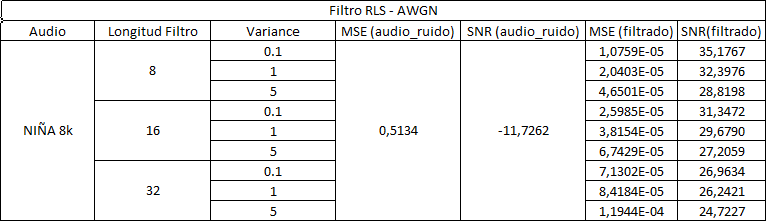 Filtro RLS - AWGN
Audio Longitud Filtro Variance MSE (audio_ruido) SNR (audio_ruido) MSE (filtrado) SNR(filtrado)
NIÑA 8k 8 0.1 0,5134 -11,7262 1,0759E-05 35,1767
1 2,0403E-05 32,3976
5 4,6501E-05 28,8198
16 0.1 2,5985E-05 31,3472
1 3,8154E-05 29,6790
5 6,7429E-05 27,2059
32 0.1 7,1302E-05 26,9634
1 8,4184E-05 26,2421
5 1,1944E-04 24,7227